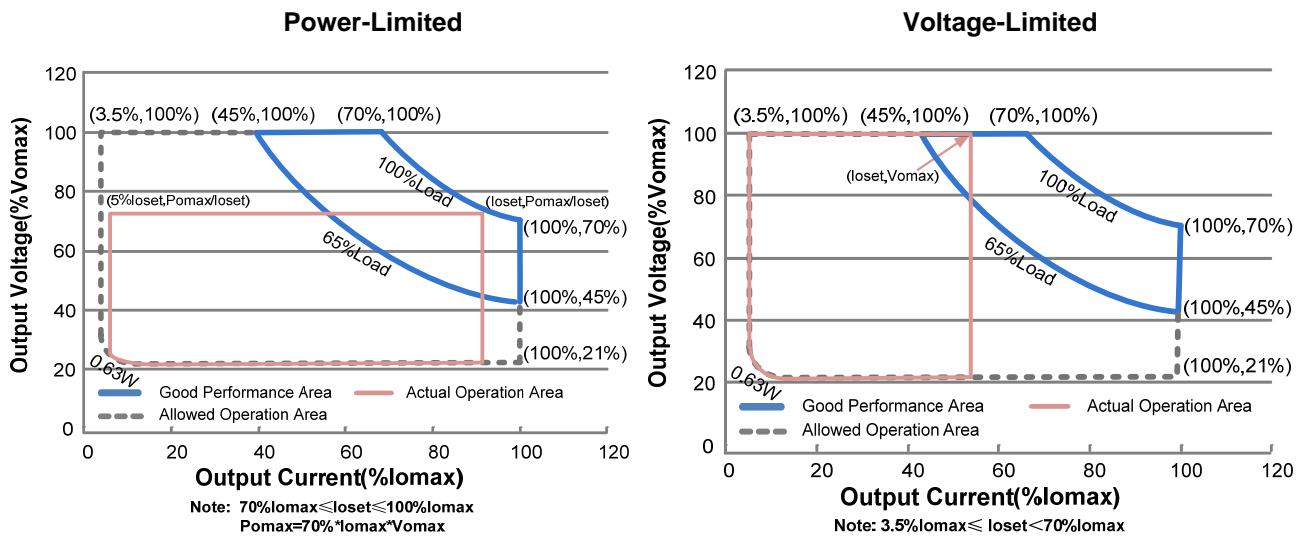 Power-Limited
120
100
80
60
40
20
0
Output Voltage(%Vomax)
(3.5%,100%)
(45%,100%)
(70%,100%)
100%Load
65%Load
(5%loset,Pomax/loset)
(loset,Pomax/loset)
(100%,70%)
(100%,45%)
(100%,21%)
0.63W
Good Performance Area
Actual Operation Area
Allowed Operation Area
0 20 40 60 80 100 120
Output Current(%Iomax)
Note: 70%Iomax≤Ioset≤100%Iomax
Pomax=70%*Iomax*Vomax
Voltage-Limited
120
100
80
60
40
20
0
Output Voltage(%Vomax)
(3.5%,100%)
(45%,100%)
(70%,100%)
(Ioset,Vomax)
100%Load
65%Load
(100%,70%)
(100%,45%)
(100%,21%)
0.63W
Good Performance Area
Actual Operation Area
Allowed Operation Area
0 20 40 60 80 100 120
Output Current(%Iomax)
Note: 3.5%Iomax≤ Ioset<70%Iomax